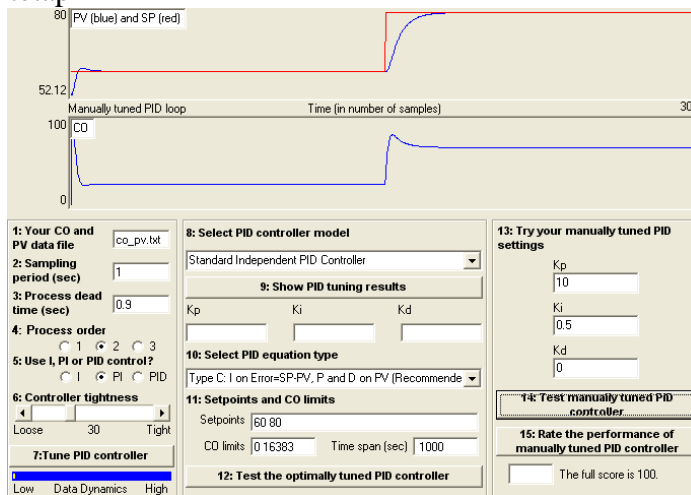 80 PV (blue) and SP (red)
52.12
Manually tuned PID loop Time (in number of samples) 30
100 CO
0
1: Your CO and PV data file co_pv.txt
2: Sampling period (sec) 1
3: Process dead time (sec) 0.9
4: Process order
1 2 3
5: Use I, PI or PID control?
I PI PID
6: Controller tightness
Loose 30 Tight
7:Tune PID controller
Low Data Dynamics High
8: Select PID controller model
Standard Independent PID Controller
9: Show PID tuning results
Kp Ki Kd
10: Select PID equation type
Type C: I on Error=SP-PV, P and D on PV (Recommende
11: Setpoints and CO limits
Setpoints 60 80
CO limits 0 16383 Time span (sec) 1000
12: Test the optimally tuned PID controller
13: Try your manually tuned PID settings
Kp
10
Ki
0.5
Kd
0
14: Test manually tuned PID controller
15: Rate the performance of manually tuned PID controller
The full score is 100.